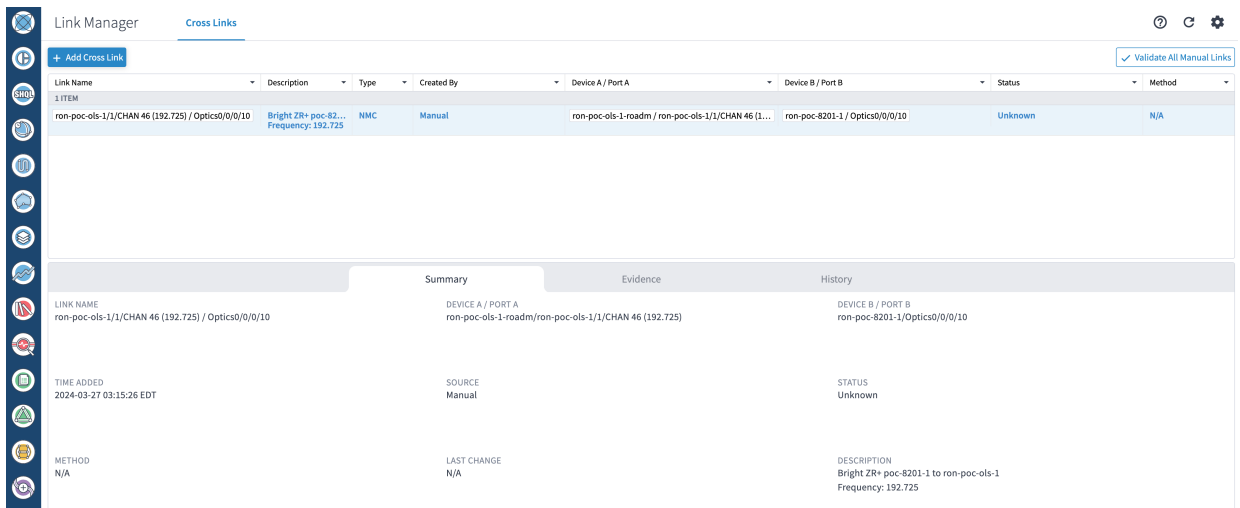 Link Manager
Cross Links
+ Add Cross Link
Validate All Manual Links
Link Name Description Type Created By Device A / Port A Device B / Port B Status Method
1 ITEM
ron-poc-ols-1/1/CHAN 46 (192.725) / Optics0/0/0/10 Bright ZR+ poc-82... NMC Manual ron-poc-ols-1-roadm / ron-poc-ols-1/1/CHAN 46 (1... ron-poc-8201-1 / Optics0/0/0/10 Unknown N/A
Frequency: 192.725
SHQL
Summary Evidence History
LINK NAME DEVICE A / PORT A DEVICE B / PORT B
ron-poc-ols-1/1/CHAN 46 (192.725) / Optics0/0/0/10 ron-poc-ols-1-roadm/ron-poc-ols-1/1/CHAN 46 (192.725) ron-poc-8201-1/Optics0/0/0/10
TIME ADDED SOURCE STATUS
2024-03-27 03:15:26 EDT Manual Unknown
METHOD LAST CHANGE DESCRIPTION
N/A N/A Bright ZR+ poc-8201-1 to ron-poc-ols-1
Frequency: 192.725